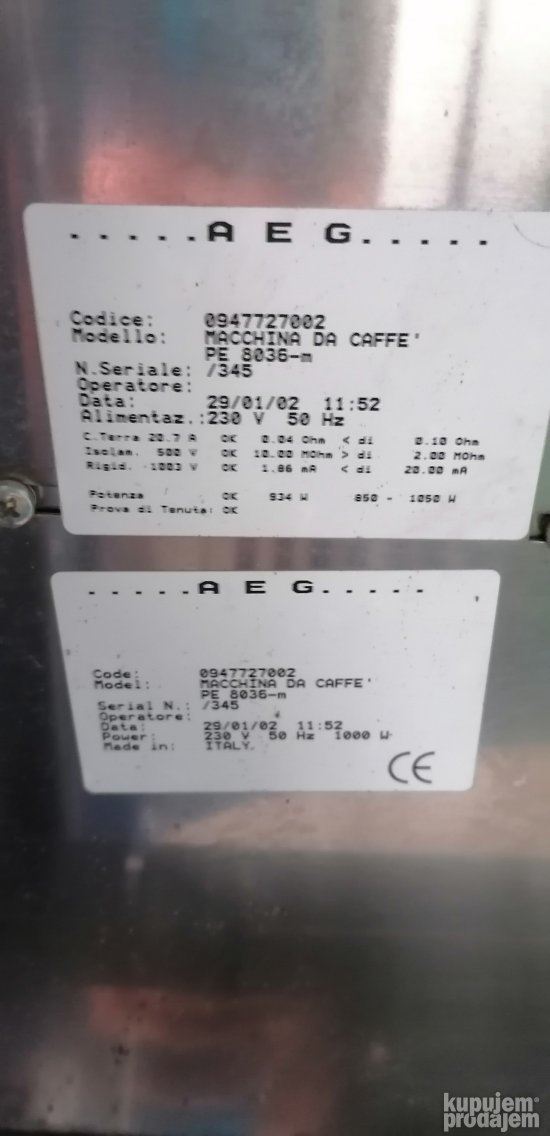 .....A E G.....
Codice: 0947727002
Modello: MACCHINA DA CAFFE'
PE 8036-m
N.Seriale: /345
Operatore:
Data: 29/01/02 11:52
Alimentaz.:230 V 50 Hz
C.Terra 20.7 A OK 0.04 Ohm < di 0.10 Ohm
Isolam. 500 V OK 10.00 MOhm > di 2.00 MOhm
Rigid. 1003 V OK 1.86 mA < di 20.00 mA
Potenza OK 934 W 850 - 1050 W
Prova di Tenuta: OK
.....A E G.....
Code: 0947727002
Model: MACCHINA DA CAFFE'
PE 8036-m
Serial N.: /345
Operatore:
Data: 29/01/02 11:52
Power: 230 V 50 Hz 1000 W
Made in: ITALY.
CE
kupujem
prodajem